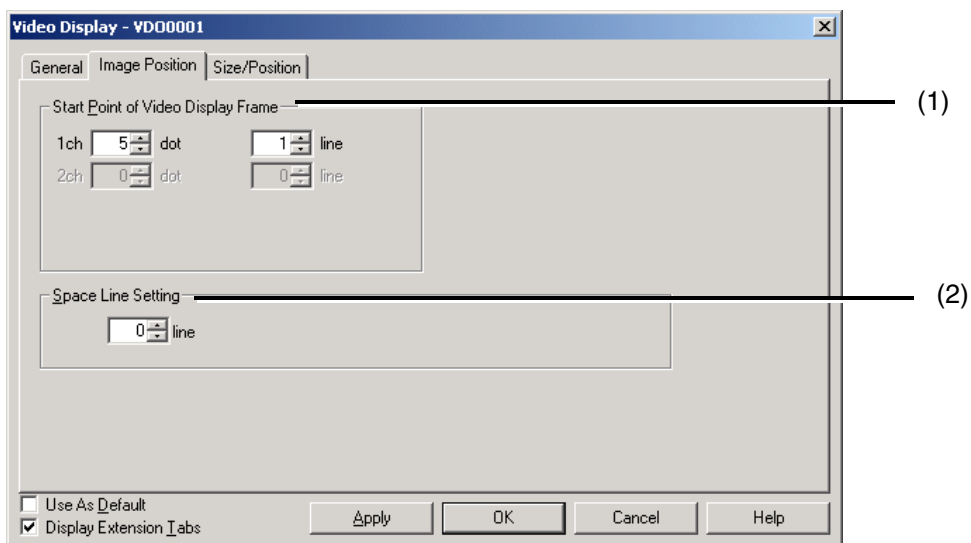 Video Display - VDO0001
General Image Position Size/Position
Start Point of Video Display Frame
(1)
1ch 5 dot 1 line
2ch 0 dot 0 line
Space Line Setting
(2)
0 line
Use As Default
Display Extension Tabs
Apply OK Cancel Help